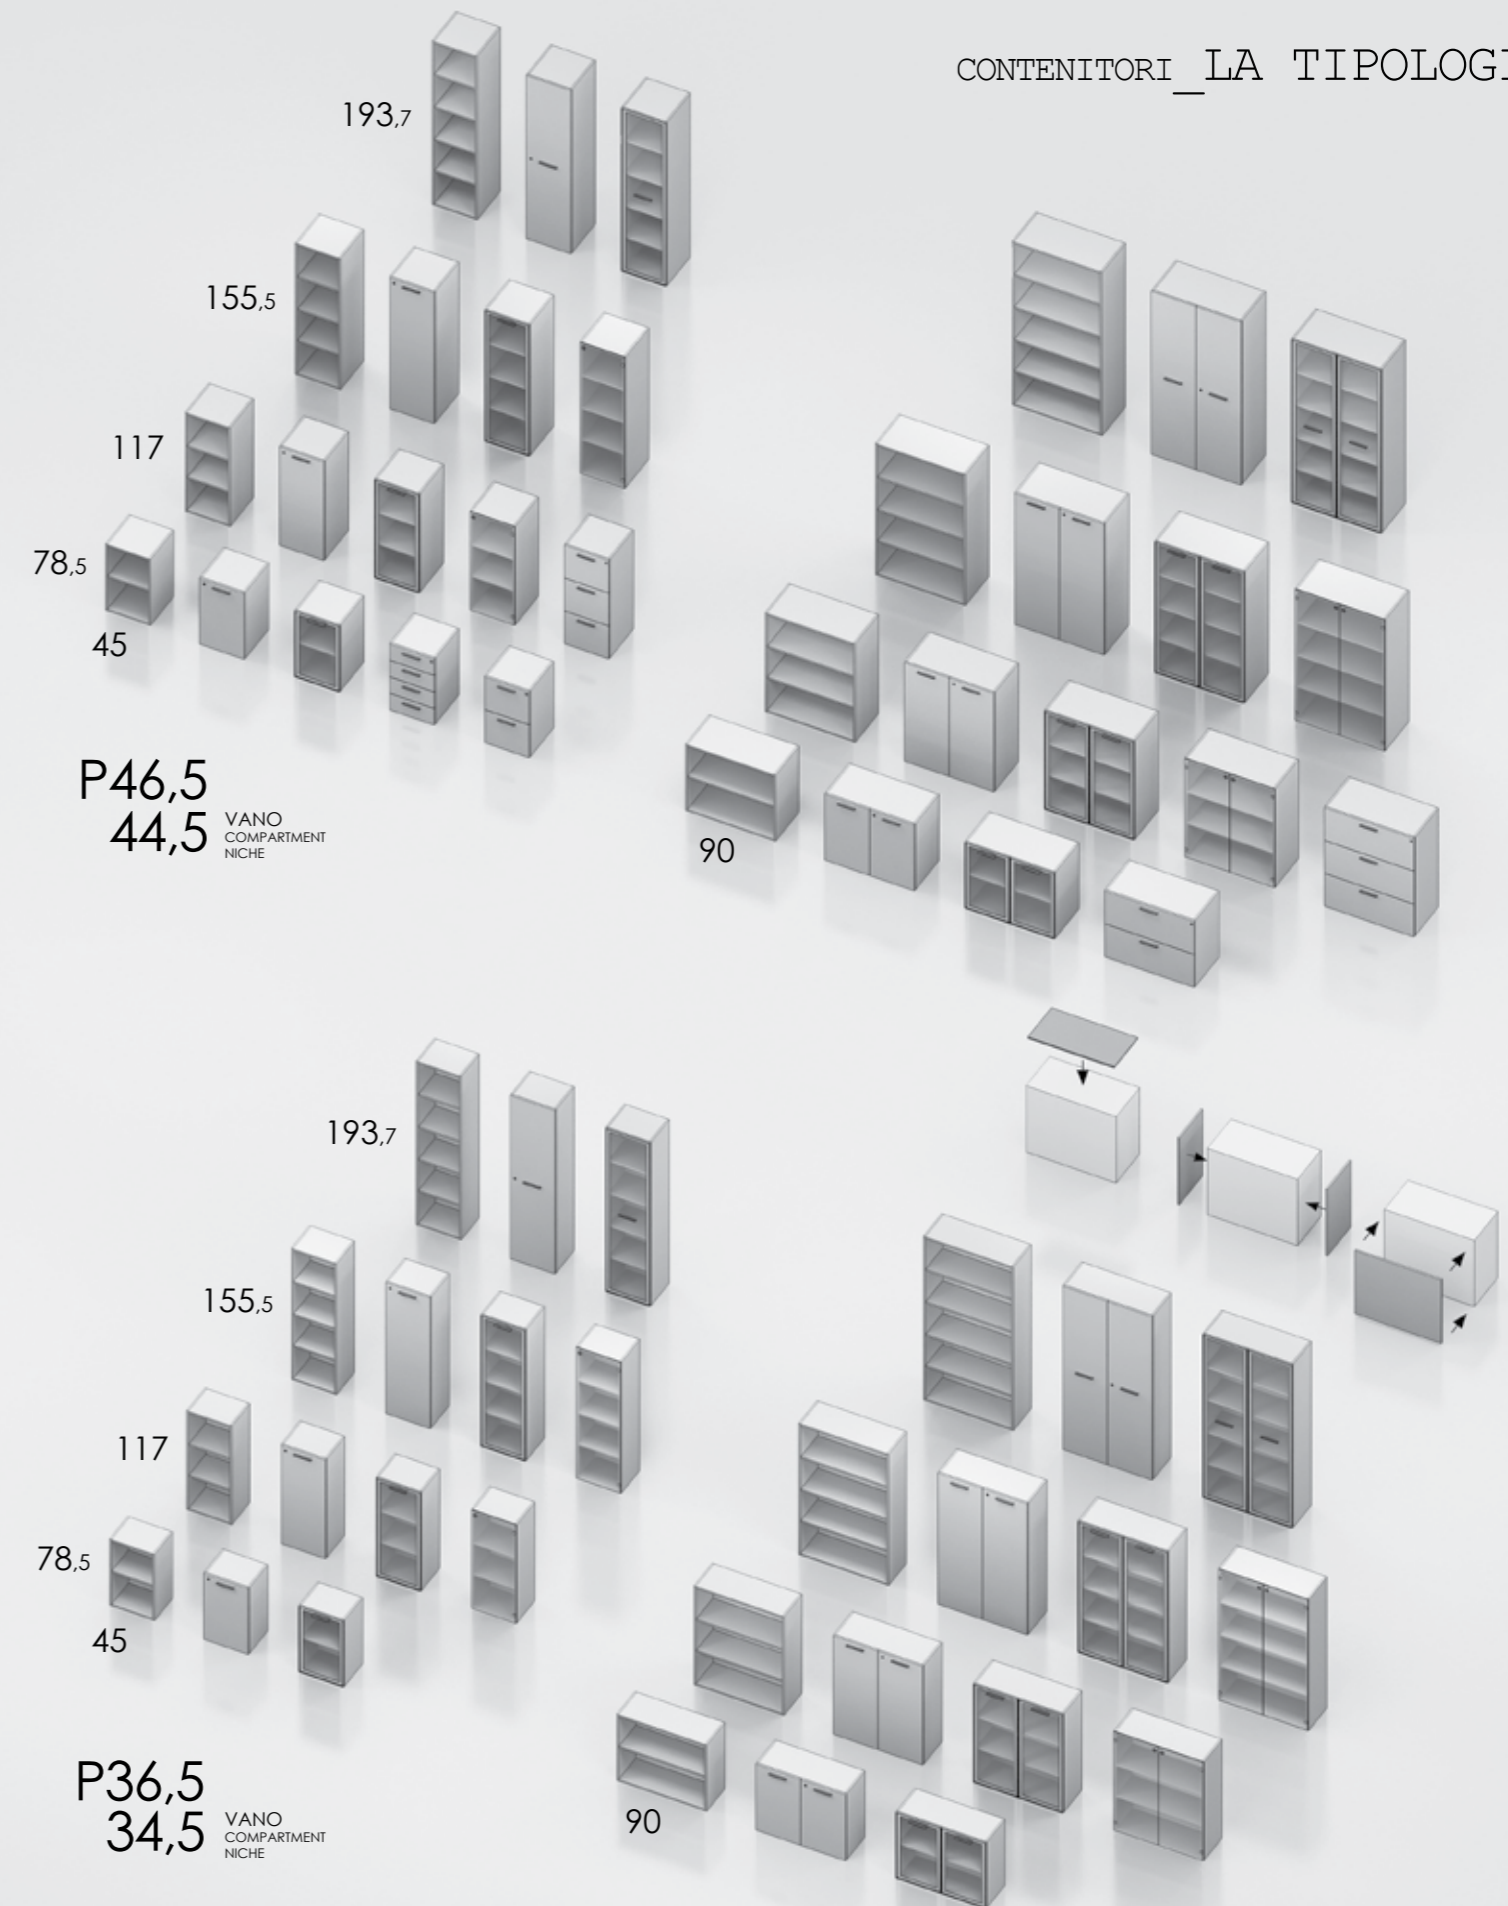 CONTENITORI_LA TIPOLOGI
193,7
155,5
117
78,5
45
P46,5
44,5 VANO
COMPARTMENT
NICHE
90
193,7
155,5
117
78,5
45
P36,5
34,5 VANO
COMPARTMENT
NICHE
90